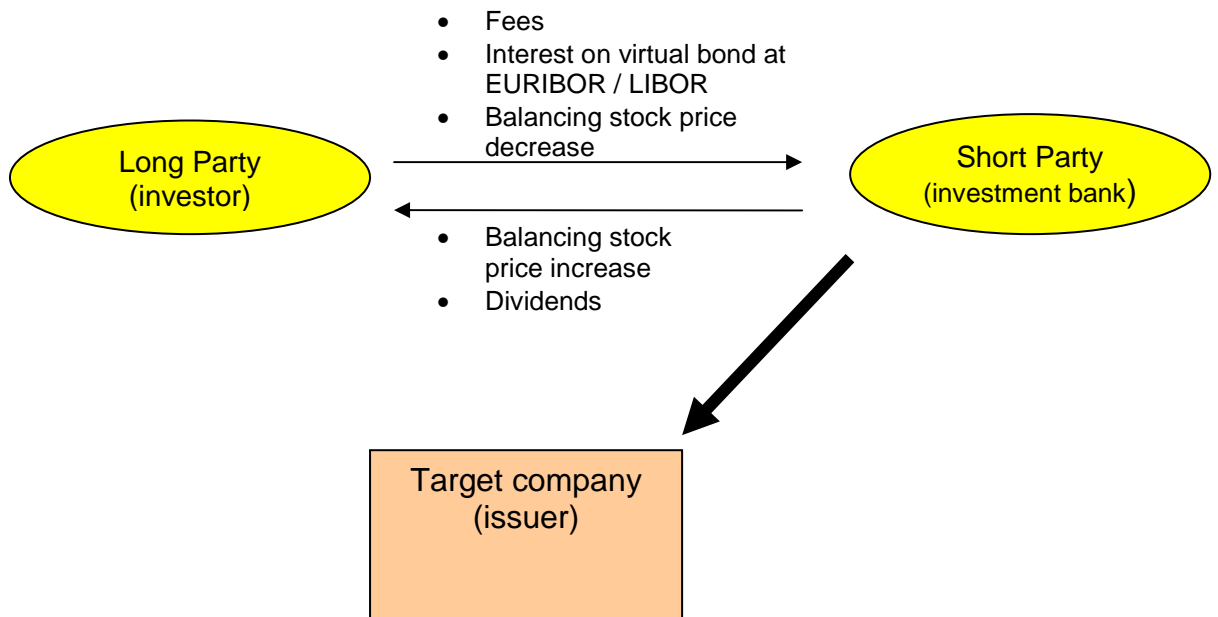 • Fees
• Interest on virtual bond at
EURIBOR / LIBOR
• Balancing stock price
decrease
Long Party
(investor)
Short Party
(investment bank)
• Balancing stock
price increase
• Dividends
Target company
(issuer)